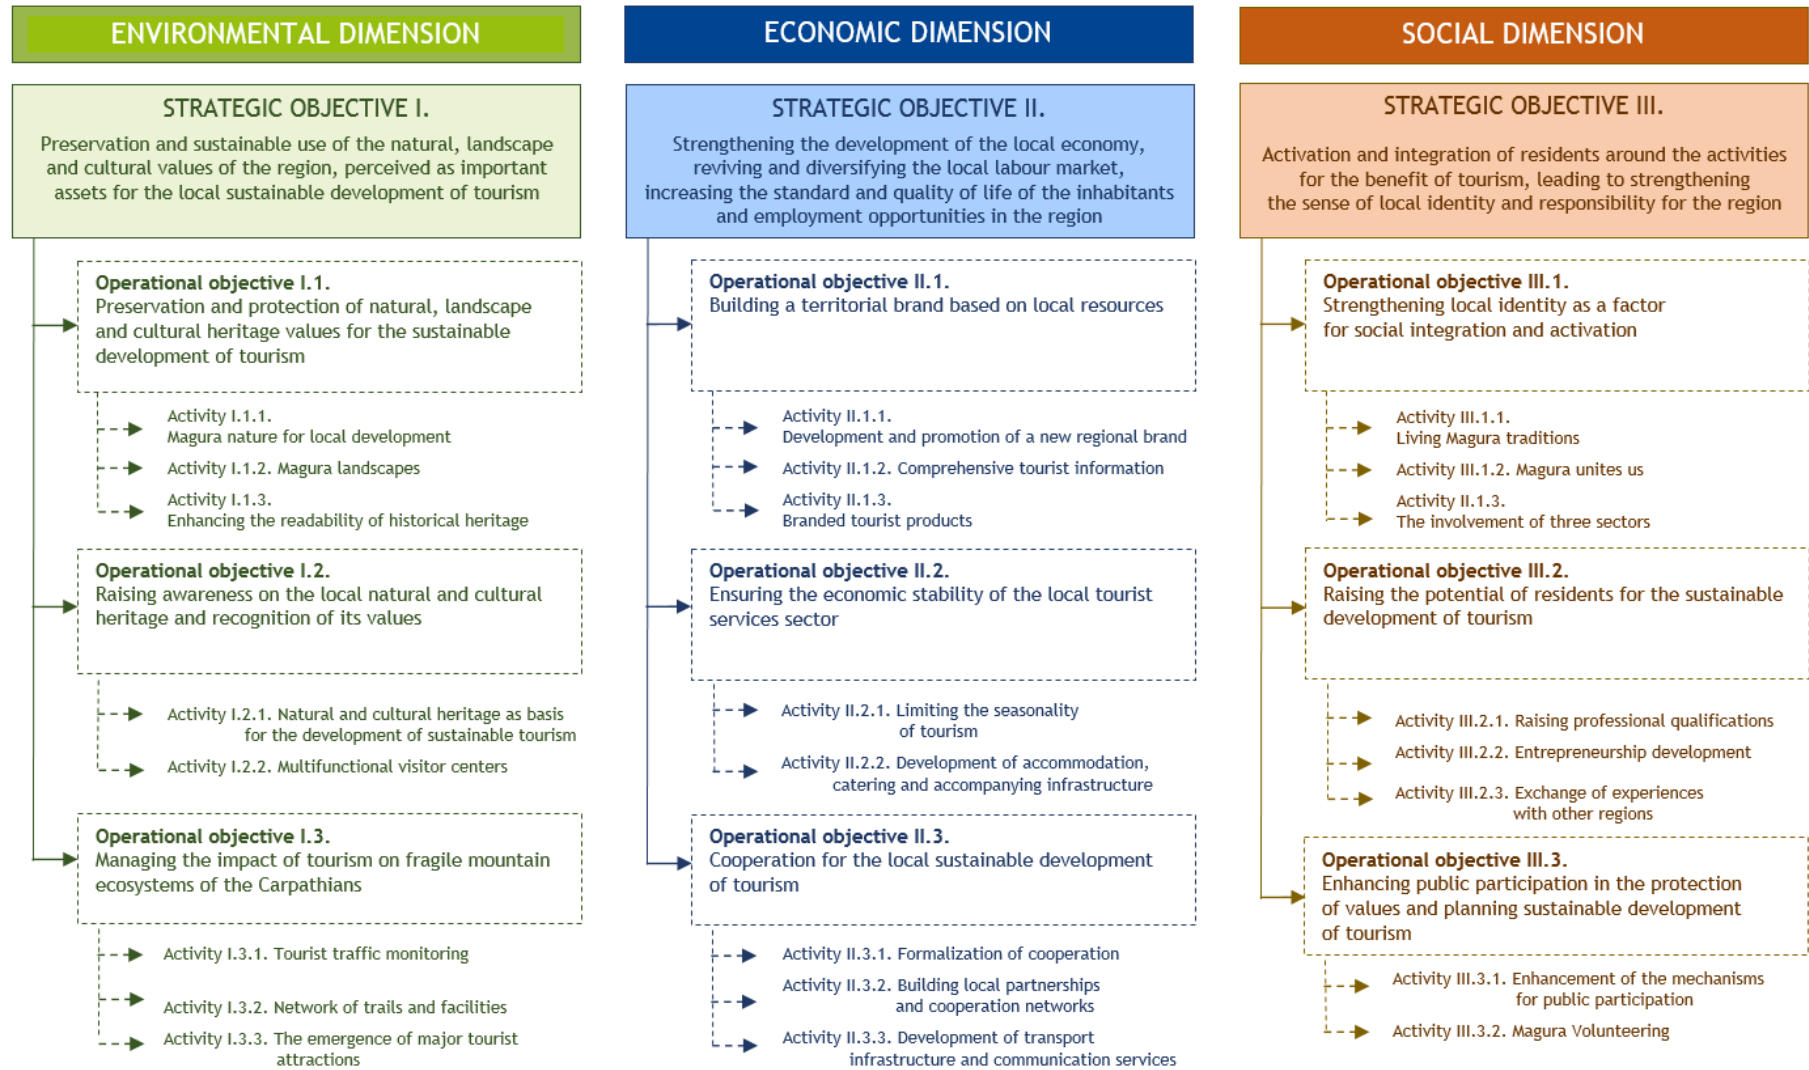 ENVIRONMENTAL DIMENSION
STRATEGIC OBJECTIVE I.
Preservation and sustainable use of the natural, landscape
and cultural values of the region, perceived as important
assets for the local sustainable development of tourism
Operational objective I.1.
Preservation and protection of natural, landscape
and cultural heritage values for the sustainable
development of tourism
Activity I.1.1.
Magura nature for local development
Activity I.1.2. Magura landscapes
Activity I.1.3.
Enhancing the readability of historical heritage
Operational objective I.2.
Raising awareness on the local natural and cultural
heritage and recognition of its values
Activity I.2.1. Natural and cultural heritage as basis
for the development of sustainable tourism
Activity I.2.2. Multifunctional visitor centers
Operational objective I.3.
Managing the impact of tourism on fragile mountain
ecosystems of the Carpathians
Activity I.3.1. Tourist traffic monitoring
Activity I.3.2. Network of trails and facilities
Activity I.3.3. The emergence of major tourist
attractions
ECONOMIC DIMENSION
STRATEGIC OBJECTIVE II.
Strengthening the development of the local economy,
reviving and diversifying the local labour market,
increasing the standard and quality of life of the inhabitants
and employment opportunities in the region
Operational objective II.1.
Building a territorial brand based on local resources
Activity II.1.1.
Development and promotion of a new regional brand
Activity II.1.2. Comprehensive tourist information
Activity II.1.3.
Branded tourist products
Operational objective II.2.
Ensuring the economic stability of the local tourist
services sector
Activity II.2.1. Limiting the seasonality
of tourism
Activity II.2.2. Development of accommodation,
catering and accompanying infrastructure
Operational objective II.3.
Cooperation for the local sustainable development
of tourism
Activity II.3.1. Formalization of cooperation
Activity II.3.2. Building local partnerships
and cooperation networks
Activity II.3.3. Development of transport
infrastructure and communication services
SOCIAL DIMENSION
STRATEGIC OBJECTIVE III.
Activation and integration of residents around the activities
for the benefit of tourism, leading to strengthening
the sense of local identity and responsibility for the region
Operational objective III.1.
Strengthening local identity as a factor
for social integration and activation
Activity III.1.1.
Living Magura traditions
Activity III.1.2. Magura unites us
Activity II.1.3.
The involvement of three sectors
Operational objective III.2.
Raising the potential of residents for the sustainable
development of tourism
Activity III.2.1. Raising professional qualifications
Activity III.2.2. Entrepreneurship development
Activity III.2.3. Exchange of experiences
with other regions
Operational objective III.3.
Enhancing public participation in the protection
of values and planning sustainable development
of tourism
Activity III.3.1. Enhancement of the mechanisms
for public participation
Activity III.3.2. Magura Volunteering